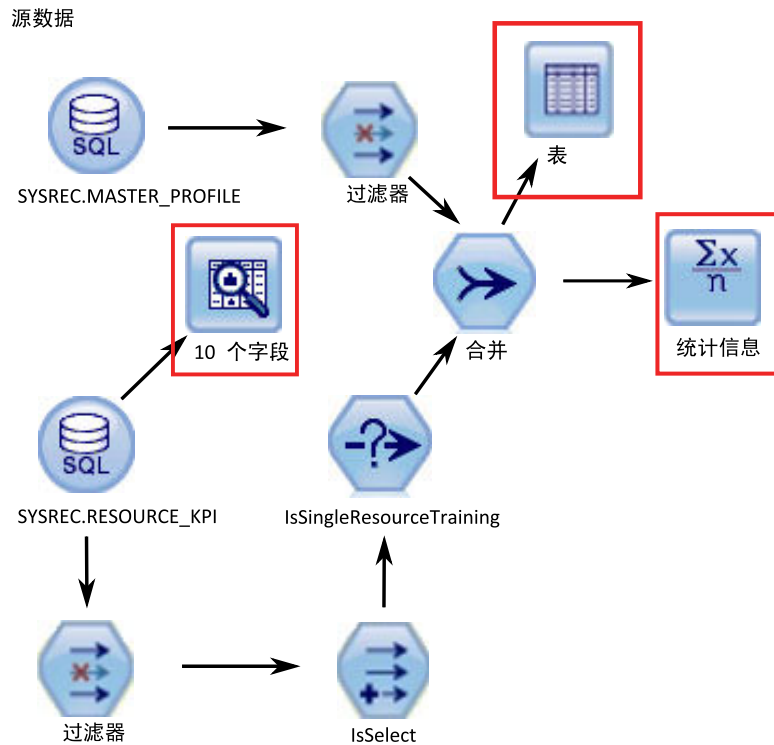 源数据
SQL
SYSREC.MASTER_PROFILE
过滤器
表
10 个字段
合并
Σx
n
统计信息
SQL
SYSREC.RESOURCE_KPI
?
IsSingleResourceTraining
过滤器
IsSelect